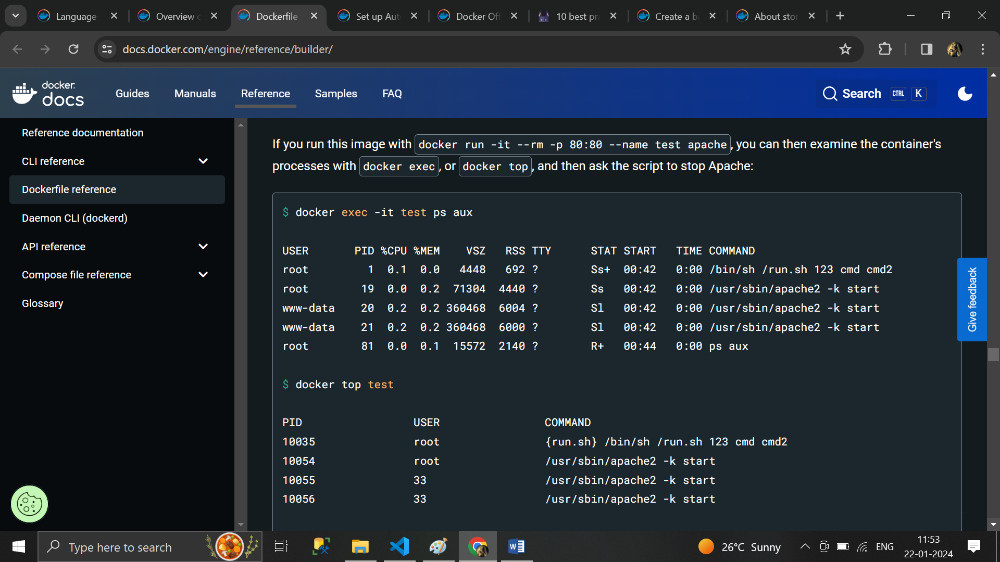 Language- Overview c Dockerfile Set up Aut Docker Off 10 best pra Create a ba About stor
docs.docker.com/engine/reference/builder/
docker docs Guides Manuals Reference Samples FAQ Search CTRL K
Reference documentation
CLI reference
Dockerfile reference
Daemon CLI (dockerd)
API reference
Compose file reference
Glossary
If you run this image with docker run -it --rm -p 80:80 --name test apache, you can then examine the container's
processes with docker exec, or docker top, and then ask the script to stop Apache:
$ docker exec -it test ps aux
USER PID %CPU %MEM VSZ RSS TTY STAT START TIME COMMAND
root 1 0.1 0.0 4448 692 ? Ss+ 00:42 0:00 /bin/sh /run.sh 123 cmd cmd2
root 19 0.0 0.2 71304 4440 ? Ss 00:42 0:00 /usr/sbin/apache2 -k start
www-data 20 0.2 0.2 360468 6004 ? Sl 00:42 0:00 /usr/sbin/apache2 -k start
www-data 21 0.2 0.2 360468 6000 ? Sl 00:42 0:00 /usr/sbin/apache2 -k start
root 81 0.0 0.1 15572 2140 ? R+ 00:44 0:00 ps aux
$ docker top test
PID USER COMMAND
10035 root {run.sh} /bin/sh /run.sh 123 cmd cmd2
10054 root /usr/sbin/apache2 -k start
10055 33 /usr/sbin/apache2 -k start
10056 33 /usr/sbin/apache2 -k start
Give feedback
Type here to search
26°C Sunny
ENG
11:53
22-01-2024